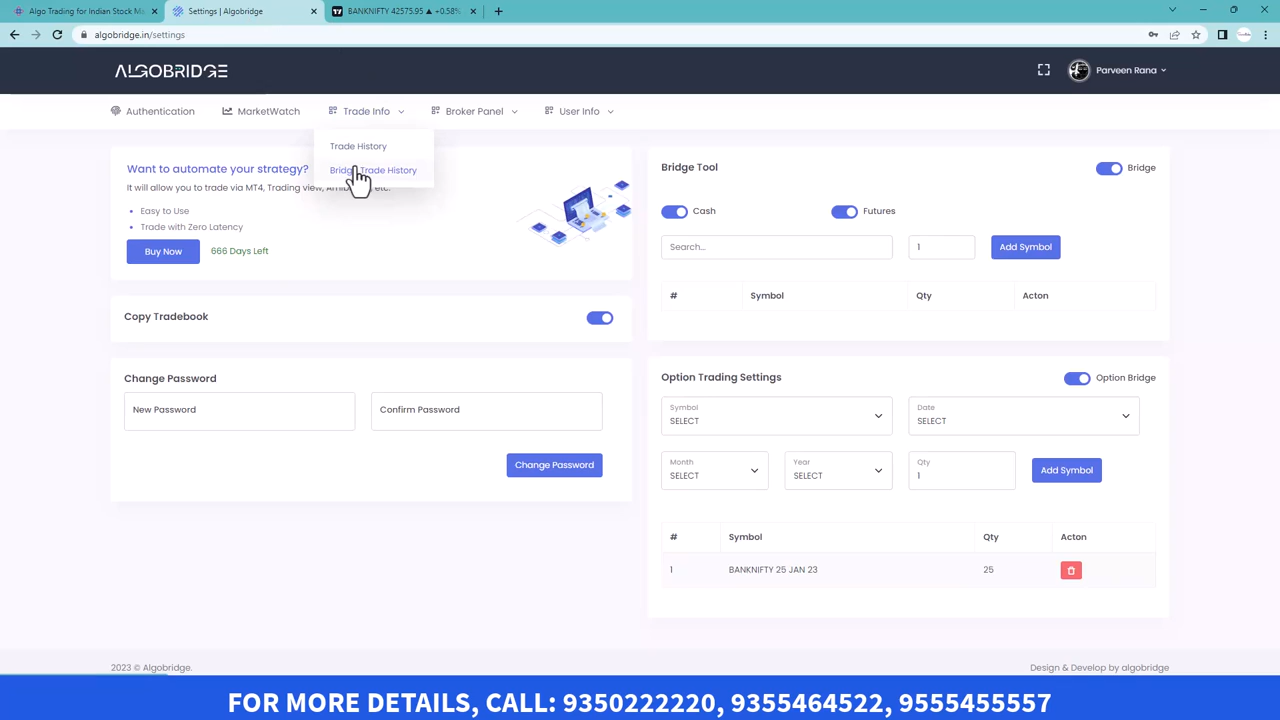 Algo Trading for Indian Stock Ma
Settings | Algobridge
BANKNIFTY 42575.95 ▲ +0.58%
algobridge.in/settings
ALGOBRIDGE
Parveen Rana
Authentication
MarketWatch
Trade Info
Broker Panel
User Info
Trade History
Bridge Trade History
Want to automate your strategy?
It will allow you to trade via MT4, Trading view, etc.
• Easy to Use
• Trade with Zero Latency
Buy Now
666 Days Left
Copy Tradebook
Change Password
New Password
Confirm Password
Change Password
Bridge Tool
Bridge
Cash
Futures
Search...
1
Add Symbol
# Symbol Qty Acton
Option Trading Settings
Option Bridge
Symbol
SELECT
Date
SELECT
Month
SELECT
Year
SELECT
Qty
1
Add Symbol
# Symbol Qty Acton
1 BANKNIFTY 25 JAN 23 25
2023 © Algobridge.
Design & Develop by algobridge
FOR MORE DETAILS, CALL: 9350222220, 9355464522, 9555455557